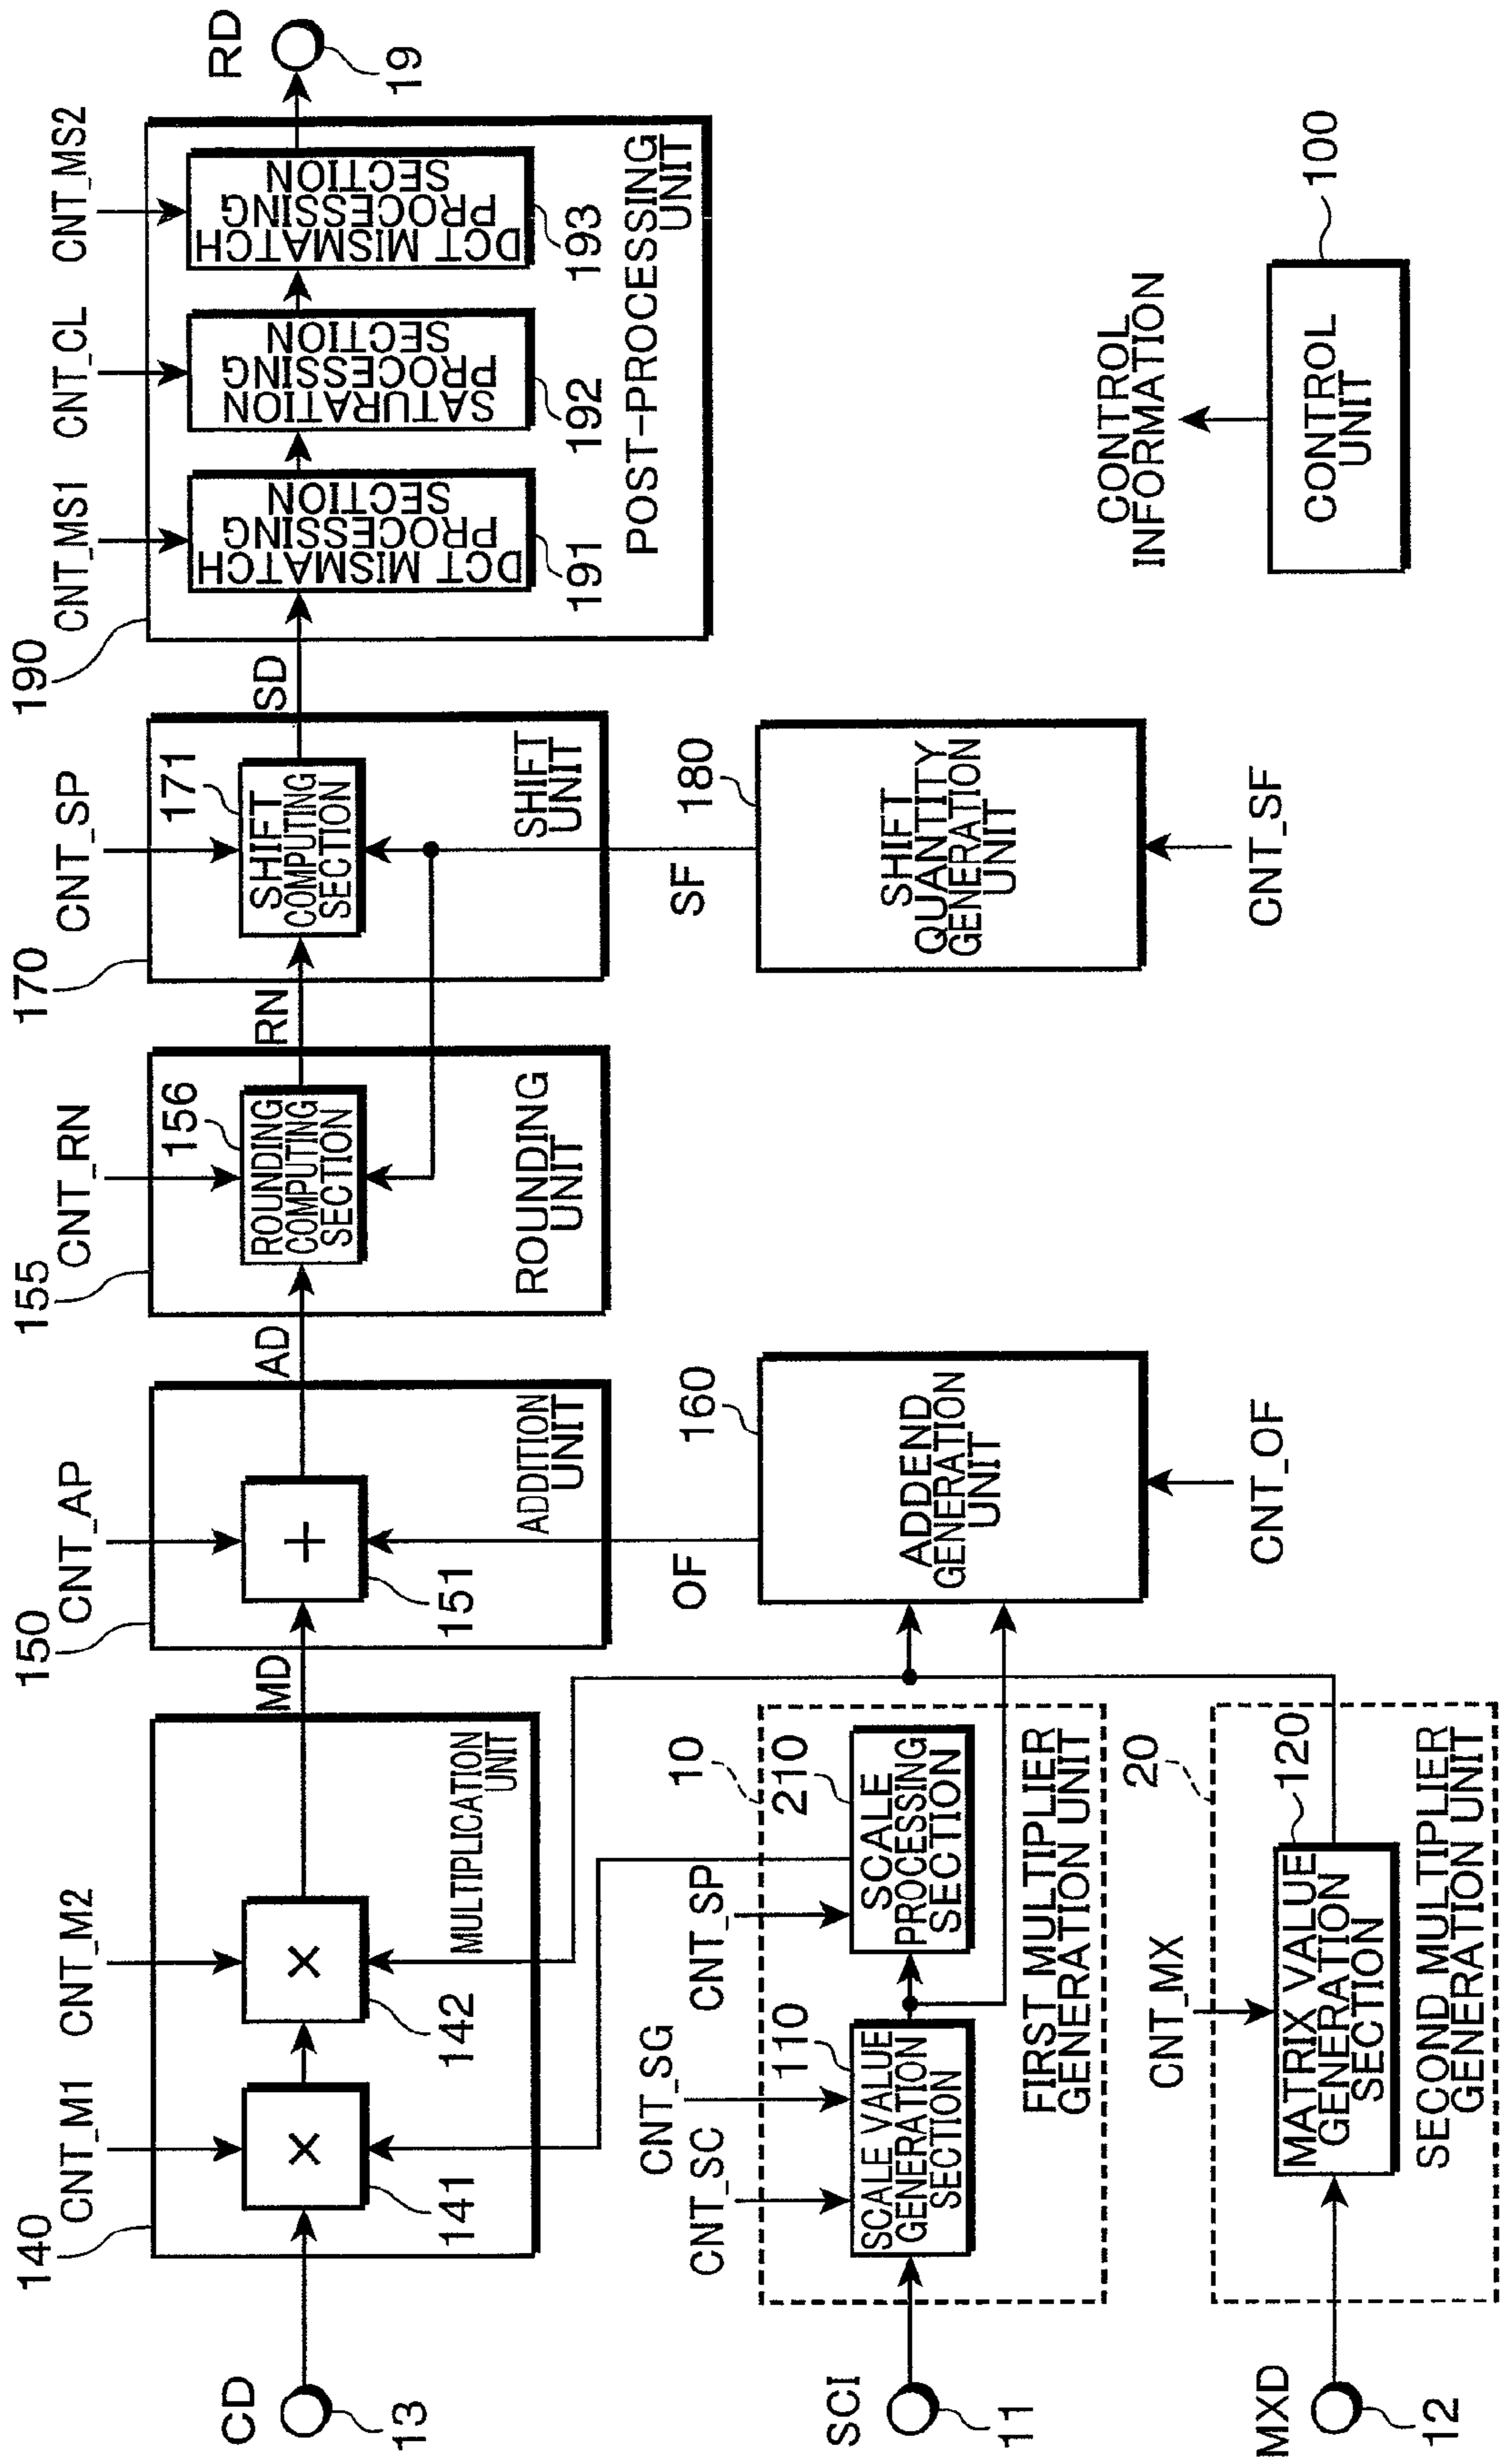 CD
13
140
CNT_M1
CNT_M2
×
141
×
142
MULTIPLICATION
UNIT
MD
150
CNT_AP
+
151
ADDITION
UNIT
AD
155
CNT_RN
156
ROUNDING
COMPUTING
SECTION
ROUNDING
UNIT
RN
170
CNT_SP
171
SHIFT
COMPUTING
SECTION
SHIFT
UNIT
SD
190
CNT_MS1
CNT_CL
CNT_MS2
DCT MISMATCH
PROCESSING
SECTION
191
SATURATION
PROCESSING
SECTION
192
DCT MISMATCH
PROCESSING
SECTION
193
POST-PROCESSING
UNIT
RD
19
SCI
11
CNT_SC
CNT_SG
110
SCALE VALUE
GENERATION
SECTION
CNT_SP
210
SCALE
PROCESSING
SECTION
10
FIRST MULTIPLIER
GENERATION UNIT
OF
160
ADDEND
GENERATION
UNIT
CNT_OF
SF
180
SHIFT
QUANTITY
GENERATION
UNIT
CNT_SF
MXD
12
CNT_MX
20
120
MATRIX VALUE
GENERATION
SECTION
SECOND MULTIPLIER
GENERATION UNIT
CONTROL
INFORMATION
100
CONTROL
UNIT